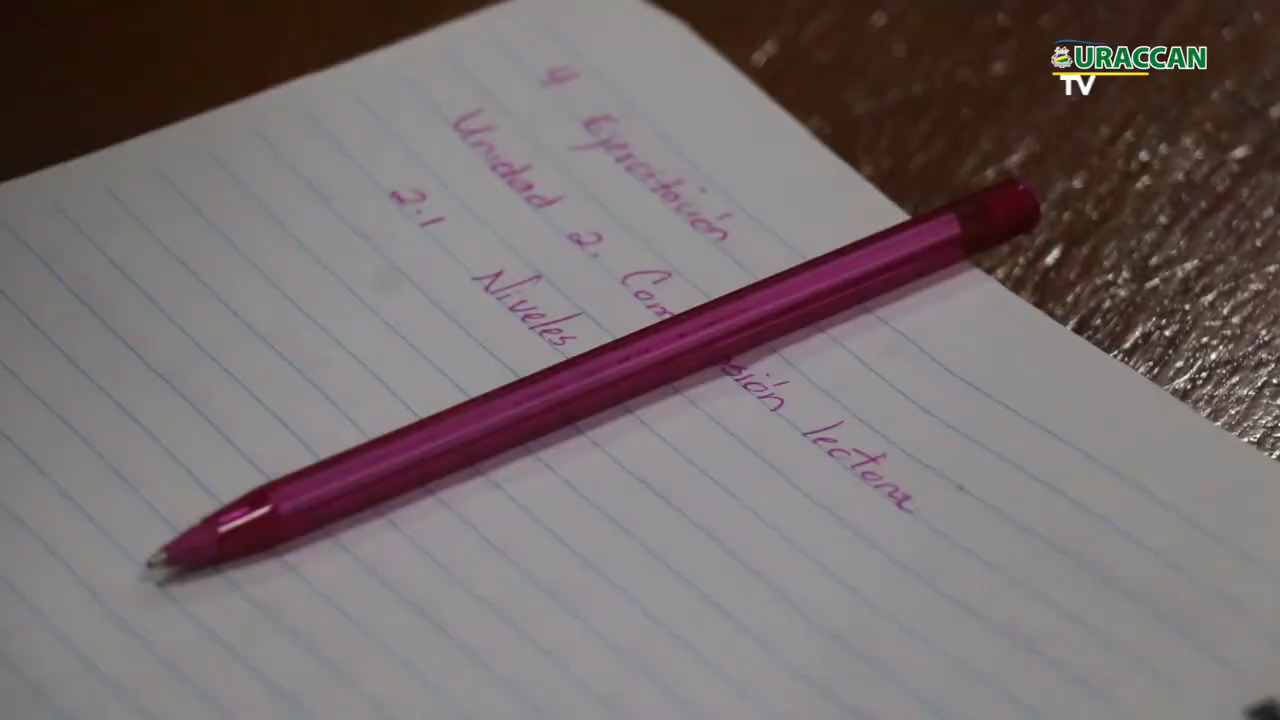 URACCAN
TV
4 Ejercitación
Unidad 2. Com sión lectora
2.1 Niveles